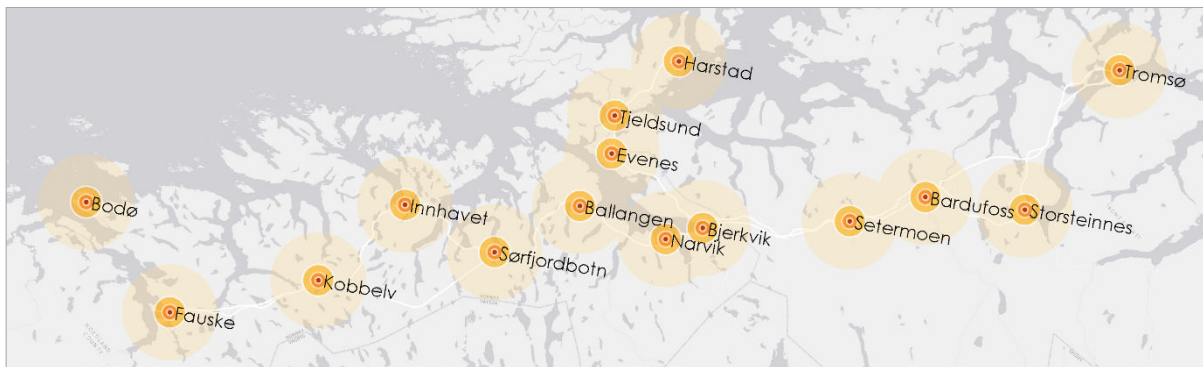 Harstad
Tromsø
Tjeldsund
Evenes
Bodø
Innhavet
Ballangen
Bardufoss
Storsteinnes
Setermoen
Bjerkvik
Narvik
Sørfjordbotn
Kobbelv
Fauske